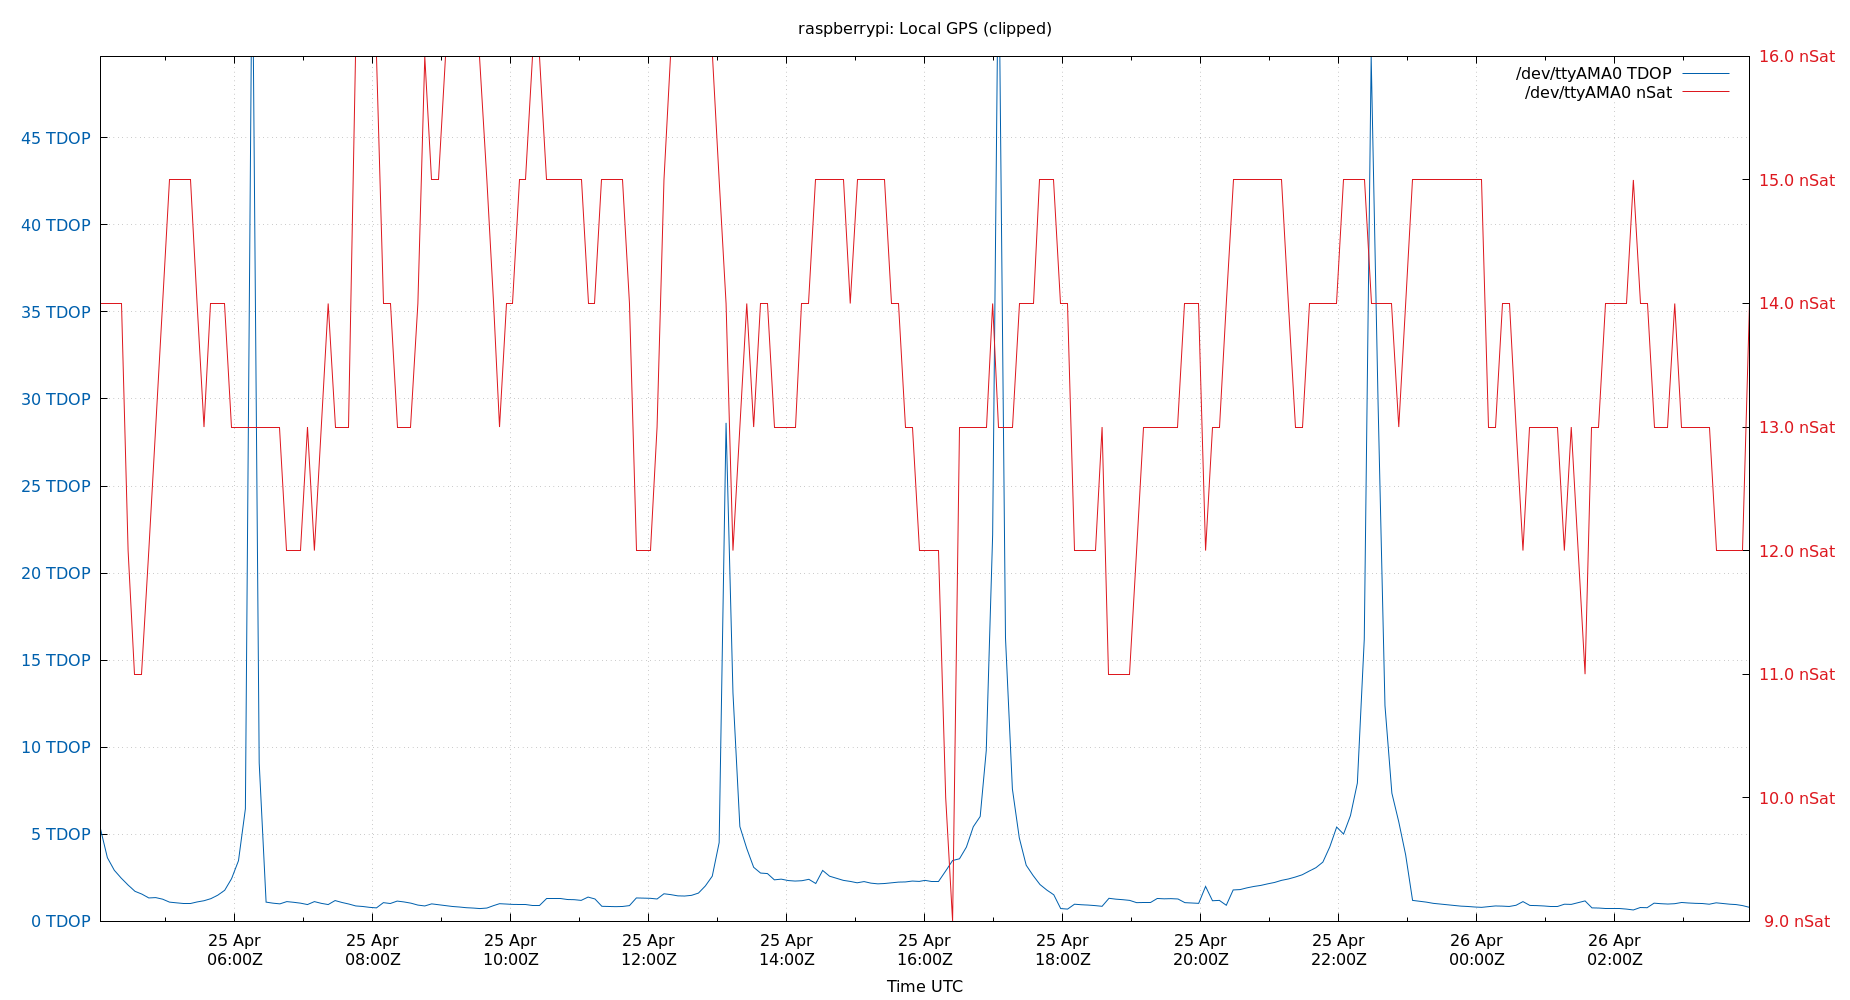 raspberrypi: Local GPS (clipped)
/dev/ttyAMA0 TDOP
/dev/ttyAMA0 nSat
45 TDOP
40 TDOP
35 TDOP
30 TDOP
25 TDOP
20 TDOP
15 TDOP
10 TDOP
5 TDOP
0 TDOP
16.0 nSat
15.0 nSat
14.0 nSat
13.0 nSat
12.0 nSat
11.0 nSat
10.0 nSat
9.0 nSat
25 Apr
06:00Z
25 Apr
08:00Z
25 Apr
10:00Z
25 Apr
12:00Z
25 Apr
14:00Z
25 Apr
16:00Z
25 Apr
18:00Z
25 Apr
20:00Z
25 Apr
22:00Z
26 Apr
00:00Z
26 Apr
02:00Z
Time UTC